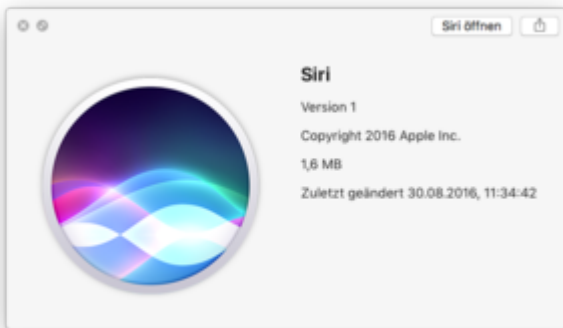 Siri öffnen
Siri
Version 1
Copyright 2016 Apple Inc.
1,6 MB
Zuletzt geändert 30.08.2016, 11:34:42